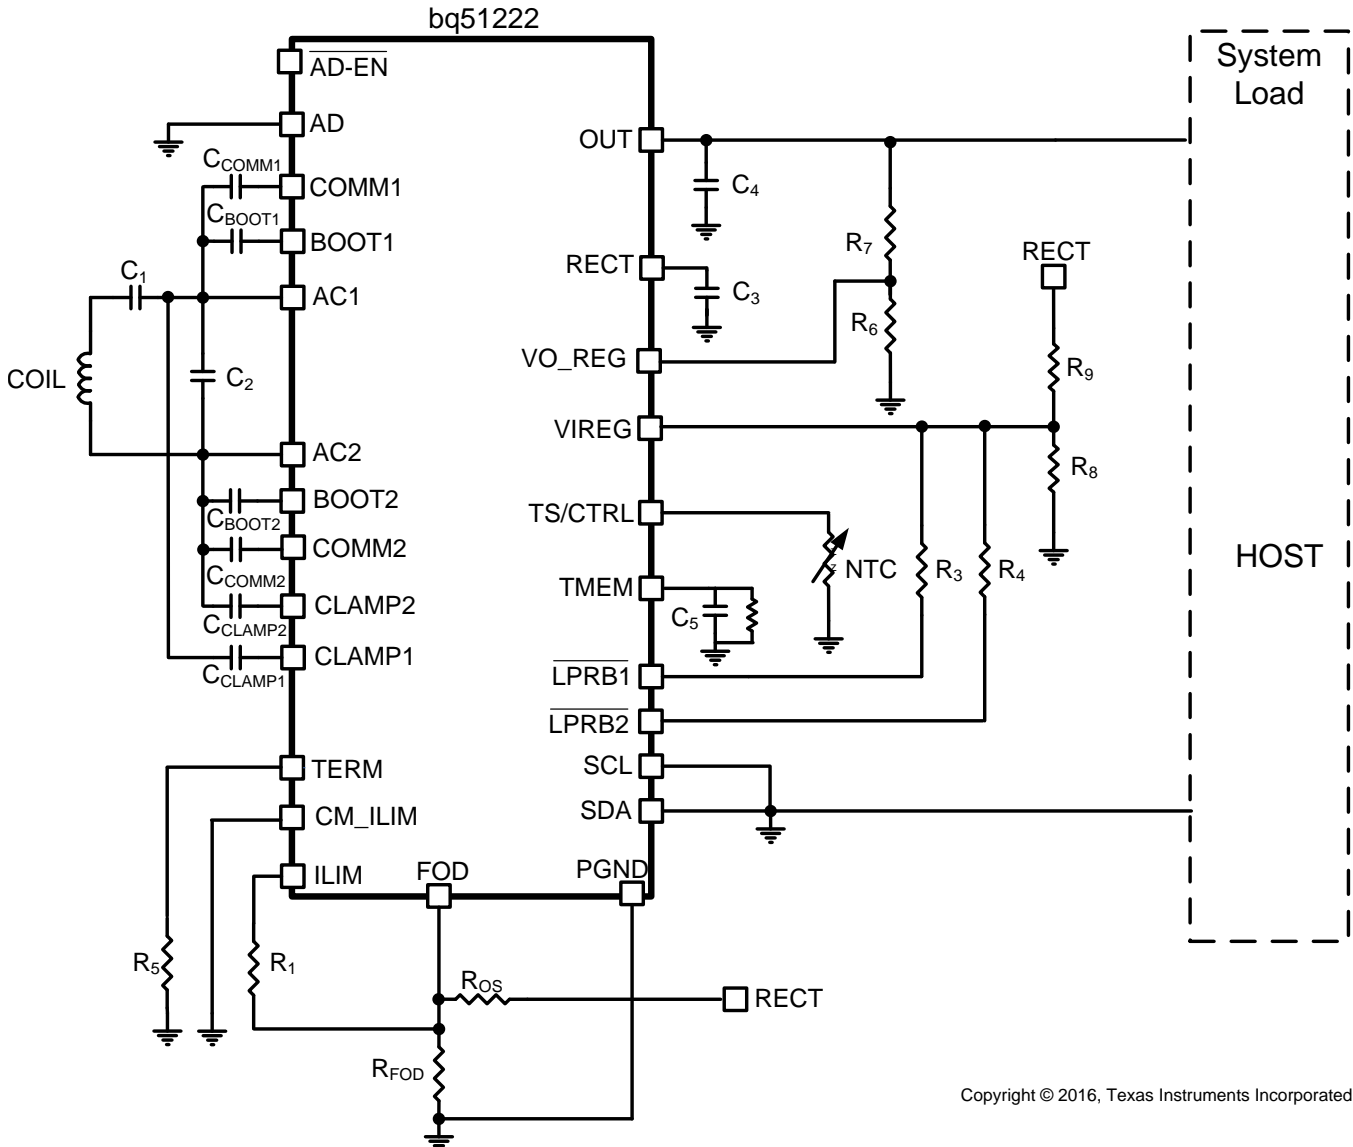 bq51222
AD-EN
AD
CCOMM1
COMM1
CBOOT1
BOOT1
C1
AC1
COIL
C2
AC2
BOOT2
CBOOT2
COMM2
CCOMM2
CLAMP2
CCLAMP2
CLAMP1
CCLAMP1
TERM
CM_ILIM
ILIM
FOD
PGND
OUT
C4
RECT
C3
R7
R6
VO_REG
VIREG
TS/CTRL
NTC
TMEM
C5
LPRB1
LPRB2
SCL
SDA
RECT
R9
R8
R3
R4
System
Load
HOST
R5
R1
ROS
RECT
RFOD
Copyright © 2016, Texas Instruments Incorporated